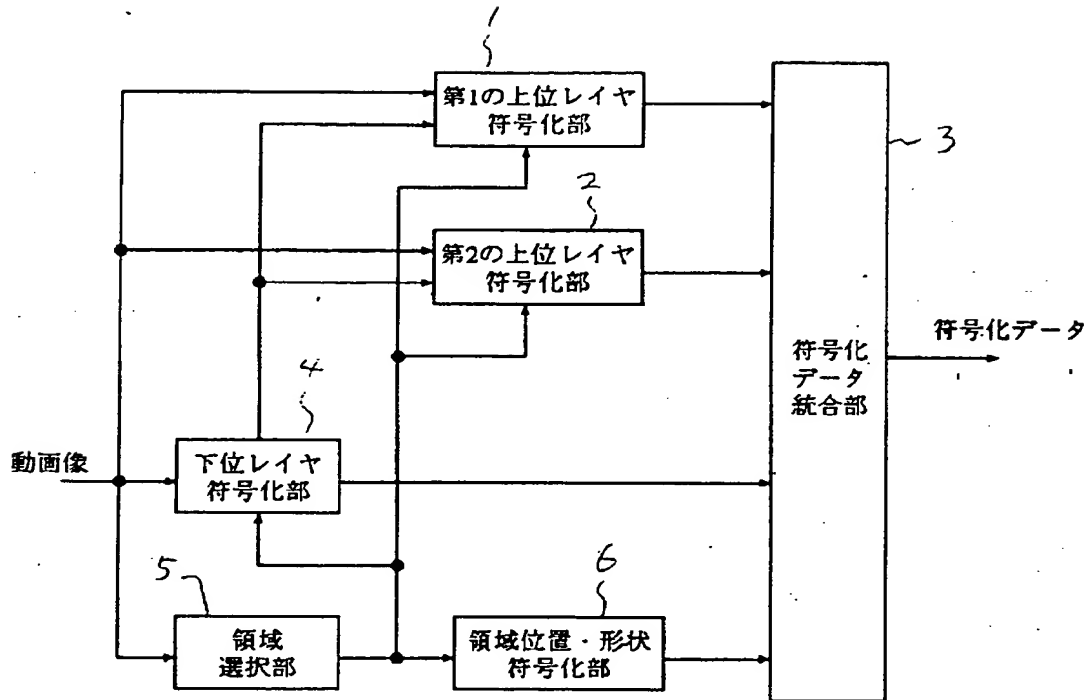 1
第1の上位レイヤ
符号化部
3
2
第2の上位レイヤ
符号化部
符号化データ
符号化
データ
統合部
4
動画像
下位レイヤ
符号化部
5
6
領域
選択部
領域位置・形状
符号化部